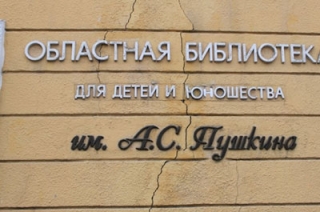 ОБЛАСТНАЯ БИБЛИОТЕКА
ДЛЯ ДЕТЕЙ И ЮНОШЕСТВА
им. А.С. Пушкина